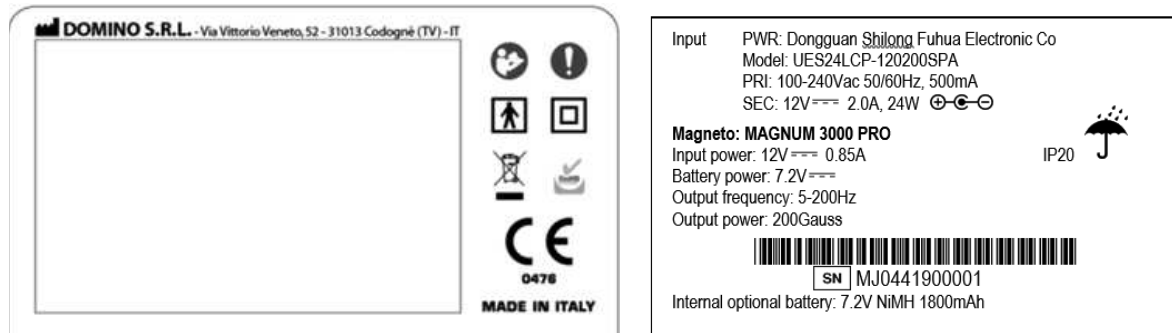 DOMINO S.R.L. - Via Vittorio Veneto, 52 - 31013 Codognè (TV) - IT
0476
MADE IN ITALY
Input PWR: Dongguan Shilong Fuhua Electronic Co
Model: UES24LCP-120200SPA
PRI: 100-240Vac 50/60Hz, 500mA
SEC: 12V 2.0A, 24W
Magneto: MAGNUM 3000 PRO
Input power: 12V 0.85A IP20
Battery power: 7.2V
Output frequency: 5-200Hz
Output power: 200Gauss
SN MJ0441900001
Internal optional battery: 7.2V NiMH 1800mAh